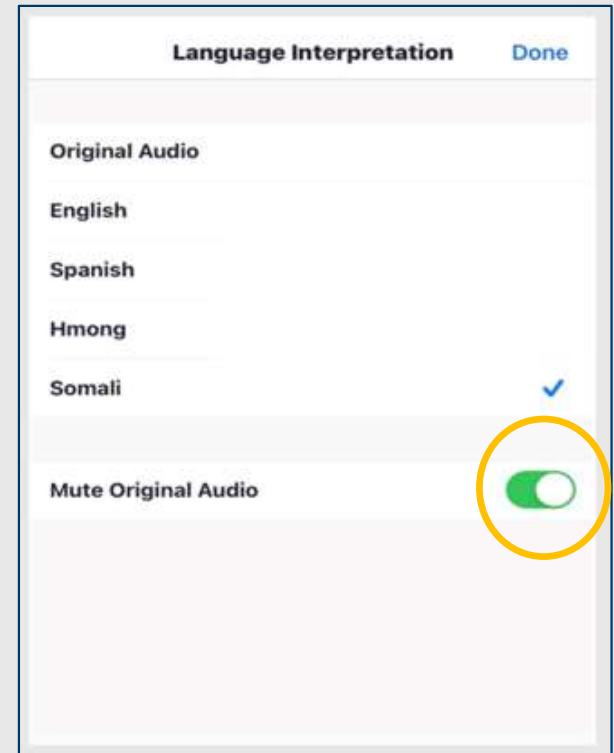 Language Interpretation Done
Original Audio
English
Spanish
Hmong
Somali
Mute Original Audio